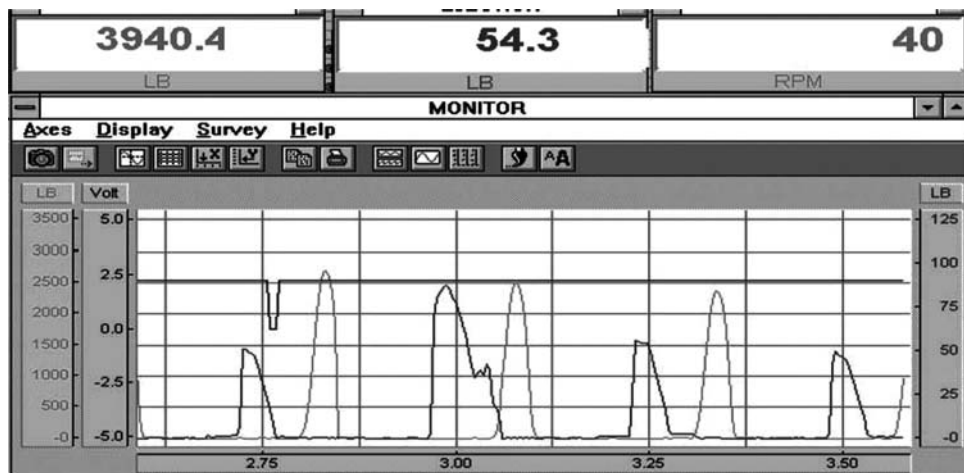 3940.4 54.3 40
LB LB RPM
MONITOR
Axes Display Survey Help
X Y AA
LB Volt LB
3500 5.0 125
3000
100
2500 2.5
75
2000
0.0
1500 50
1000 -2.5
25
500
-0 -5.0 -0
2.75 3.00 3.25 3.50